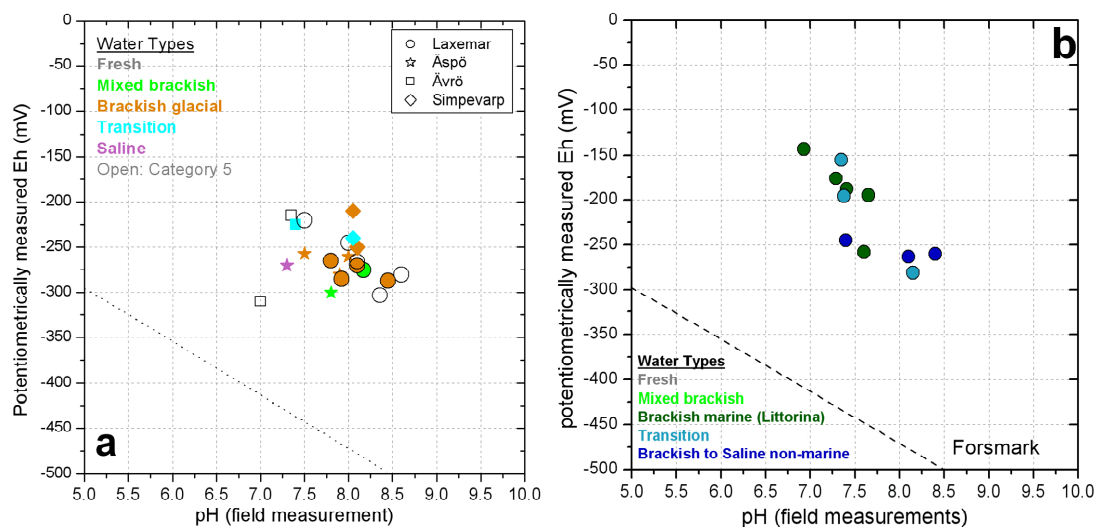 Potentiometrically measured Eh (mV)
0
-50
-100
-150
-200
-250
-300
-350
-400
-450
-500
Water Types
Fresh
Mixed brackish
Brackish glacial
Transition
Saline
Open: Category 5
Laxemar
Äspö
Ävrö
Simpevarp
a
5.0 5.5 6.0 6.5 7.0 7.5 8.0 8.5 9.0 9.5 10.0
pH (field measurement)
potentiometrically measured Eh (mV)
0
-50
-100
-150
-200
-250
-300
-350
-400
-450
-500
b
Water Types
Fresh
Mixed brackish
Brackish marine (Littorina)
Transition
Brackish to Saline non-marine
Forsmark
5.0 5.5 6.0 6.5 7.0 7.5 8.0 8.5 9.0 9.5 10.0
pH (field measurements)